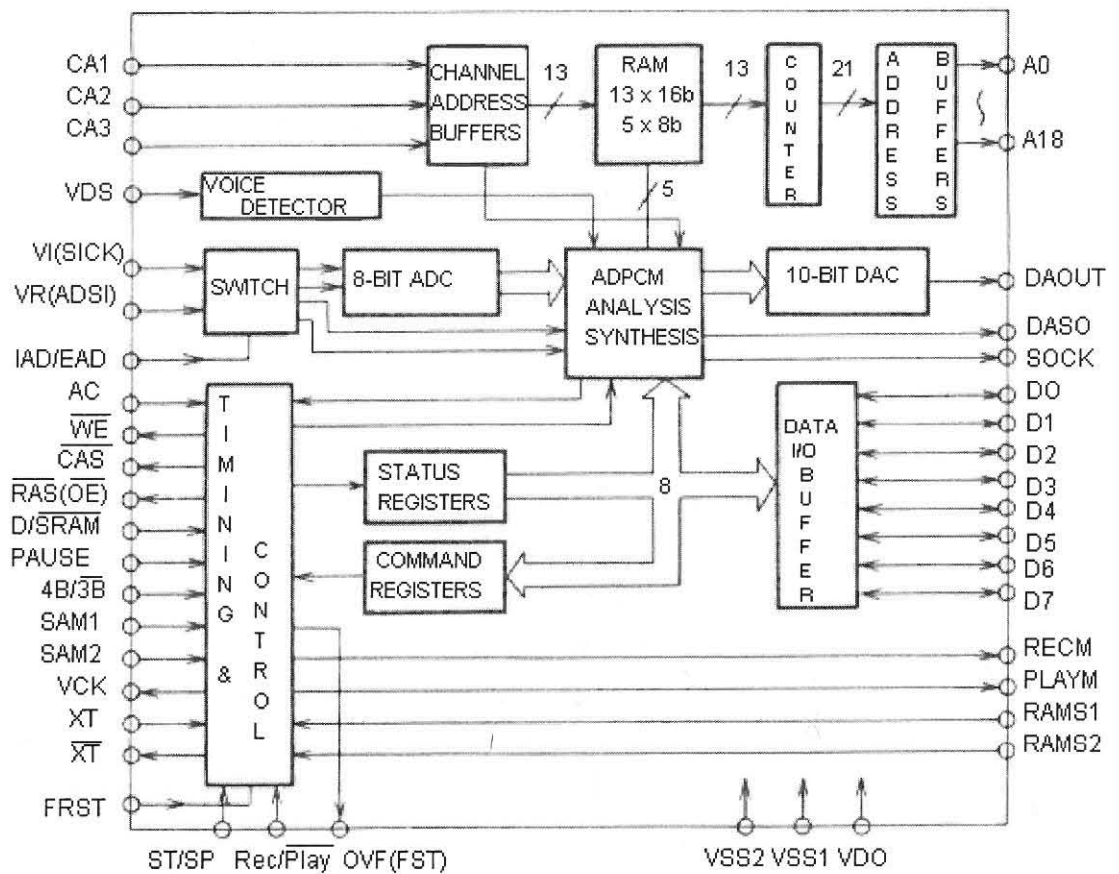 CA1
CA2
CA3
CHANNEL
ADDRESS
BUFFERS
13
RAM
13 x 16b
5 x 8b
13
COUNTER
21
ADDRESS
BUFFERS
A0
A18
VDS
VOICE
DETECTOR
5
VI(SICK)
VR(ADSI)
IAD/EAD
SWITCH
8-BIT ADC
ADPCM
ANALYSIS
SYNTHESIS
10-BIT DAC
DAOUT
DASO
SOCK
AC
WE
CAS
RAS(OE)
D/SRAM
PAUSE
4B/3B
SAM1
SAM2
VCK
XT
XT
FRST
TIMINING &
CONTROL
STATUS
REGISTERS
COMMAND
REGISTERS
8
DATA
I/O
BUFFER
DO
D1
D2
D3
D4
D5
D6
D7
RECM
PLAYM
RAMS1
RAMS2
ST/SP
Rec/Play
OVF(FST)
VSS2
VSS1
VDO